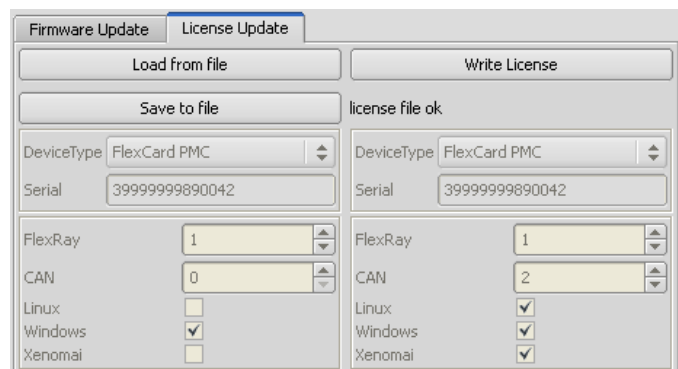 Firmware Update License Update
Load from file Write License
Save to file license file ok
DeviceType FlexCard PMC DeviceType FlexCard PMC
Serial 39999999890042 Serial 39999999890042
FlexRay 1 FlexRay 1
CAN 0 CAN 2
Linux Linux
Windows Windows
Xenomai Xenomai